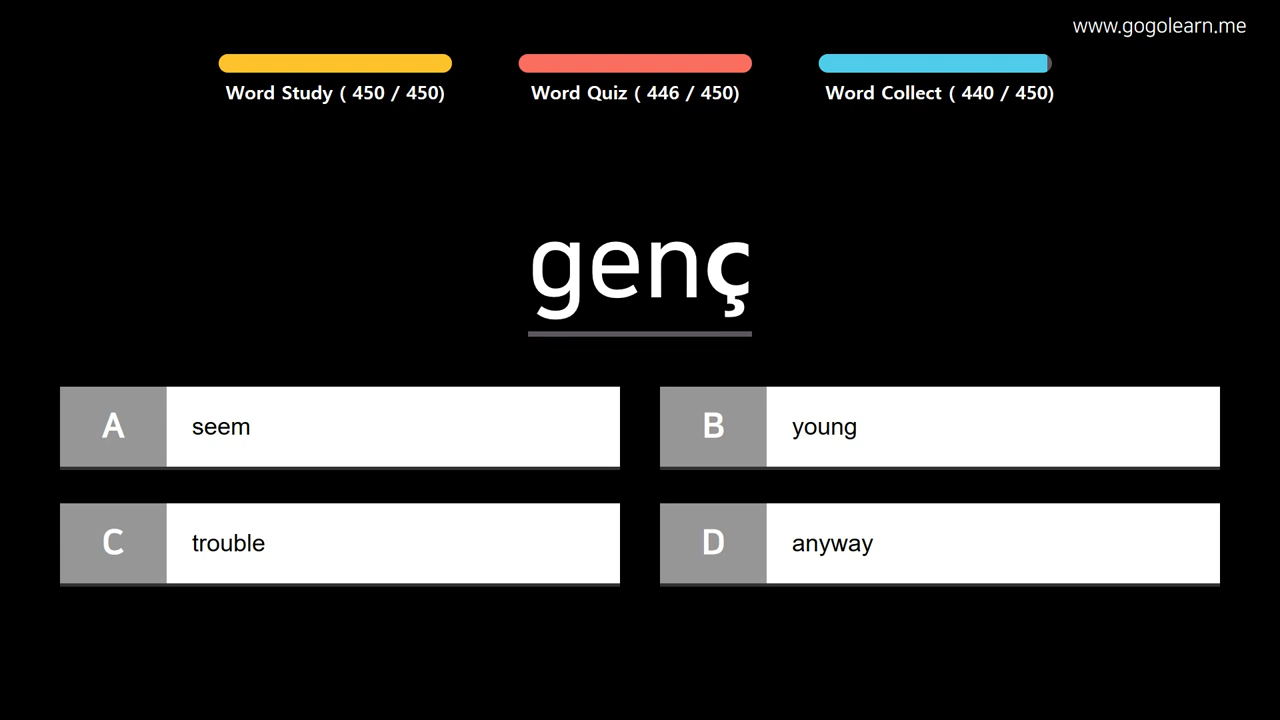 www.gogolearn.me
Word Study ( 450 / 450)
Word Quiz ( 446 / 450)
Word Collect ( 440 / 450)
genç
A seem
B young
C trouble
D anyway